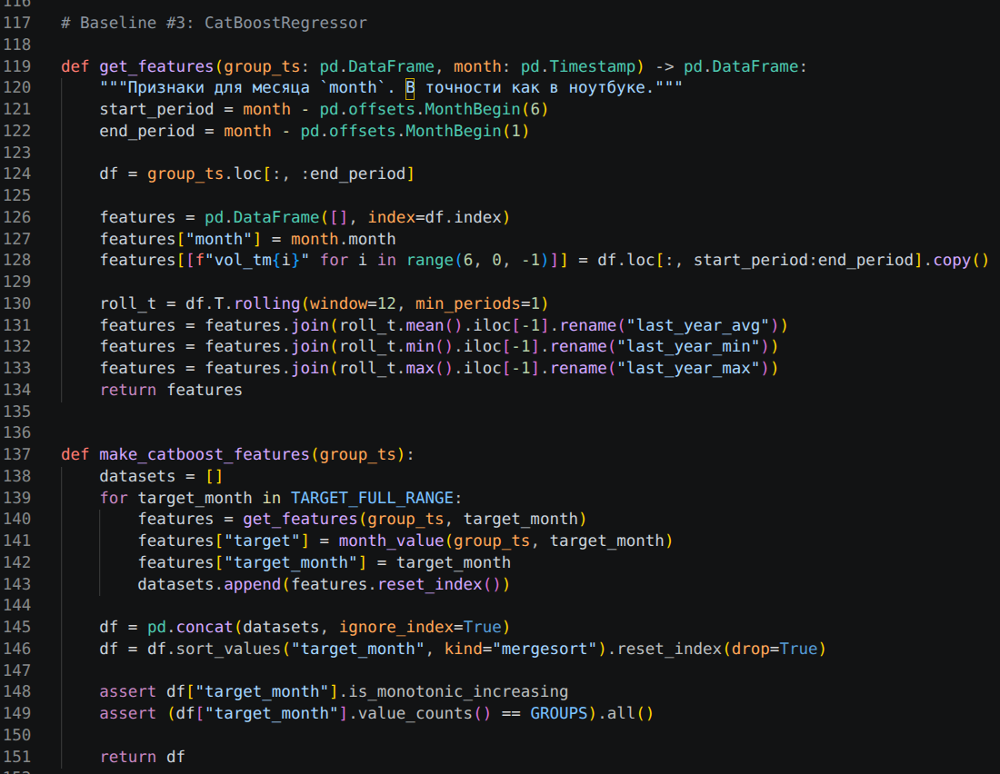 116
117 # Baseline #3: CatBoostRegressor
118
119 def get_features(group_ts: pd.DataFrame, month: pd.Timestamp) -> pd.DataFrame:
120     """Признаки для месяца `month`. В точности как в ноутбуке."""
121     start_period = month - pd.offsets.MonthBegin(6)
122     end_period = month - pd.offsets.MonthBegin(1)
123
124     df = group_ts.loc[:, :end_period]
125
126     features = pd.DataFrame([], index=df.index)
127     features["month"] = month.month
128     features[[f"vol_tm{i}" for i in range(6, 0, -1)]] = df.loc[:, start_period:end_period].copy()
129
130     roll_t = df.T.rolling(window=12, min_periods=1)
131     features = features.join(roll_t.mean().iloc[-1].rename("last_year_avg"))
132     features = features.join(roll_t.min().iloc[-1].rename("last_year_min"))
133     features = features.join(roll_t.max().iloc[-1].rename("last_year_max"))
134     return features
135
136
137 def make_catboost_features(group_ts):
138     datasets = []
139     for target_month in TARGET_FULL_RANGE:
140         features = get_features(group_ts, target_month)
141         features["target"] = month_value(group_ts, target_month)
142         features["target_month"] = target_month
143         datasets.append(features.reset_index())
144
145     df = pd.concat(datasets, ignore_index=True)
146     df = df.sort_values("target_month", kind="mergesort").reset_index(drop=True)
147
148     assert df["target_month"].is_monotonic_increasing
149     assert (df["target_month"].value_counts() == GROUPS).all()
150
151     return df